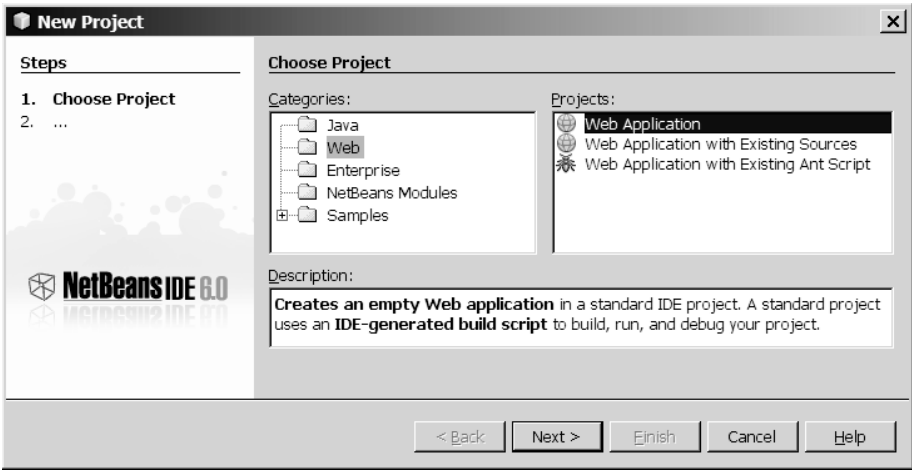 New Project
Steps
1. Choose Project
2. ...
NetBeans IDE 6.0
Choose Project
Categories:
Java
Web
Enterprise
NetBeans Modules
Samples
Projects:
Web Application
Web Application with Existing Sources
Web Application with Existing Ant Script
Description:
Creates an empty Web application in a standard IDE project. A standard project
uses an IDE-generated build script to build, run, and debug your project.
< Back
Next >
Finish
Cancel
Help